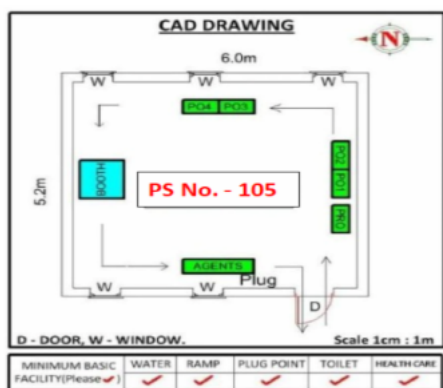 CAD DRAWING
N
6.0m
W W W
PO4 PO3
5.2m
BOOTH
PS No. - 105
PO2
PO1
PRO
AGENTS
Plug
W W
D
D - DOOR, W - WINDOW.
Scale 1cm : 1m
MINIMUM BASIC FACILITY(Please ✓) WATER RAMP PLUG POINT TOILET HEALTH CARE
✓ ✓ ✓ ✓ ✓